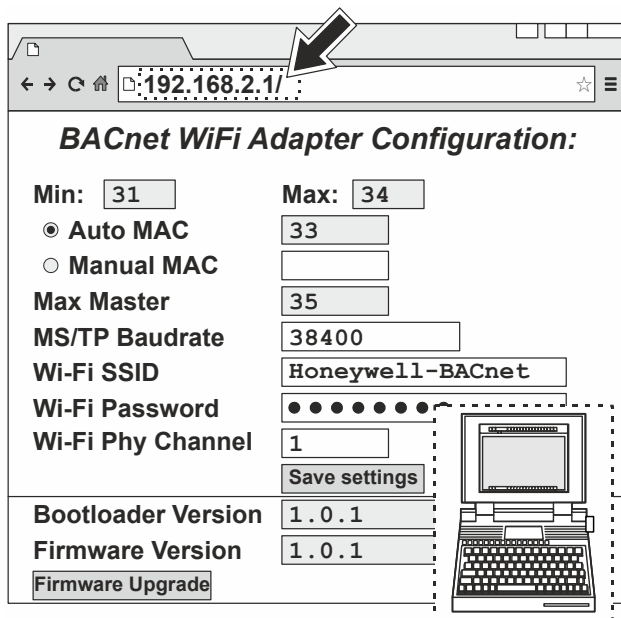 192.168.2.1/
BACnet WiFi Adapter Configuration:
Min: 31 Max: 34
Auto MAC 33
Manual MAC
Max Master 35
MS/TP Baudrate 38400
Wi-Fi SSID Honeywell-BACnet
Wi-Fi Password
Wi-Fi Phy Channel 1
Save settings
Bootloader Version 1.0.1
Firmware Version 1.0.1
Firmware Upgrade